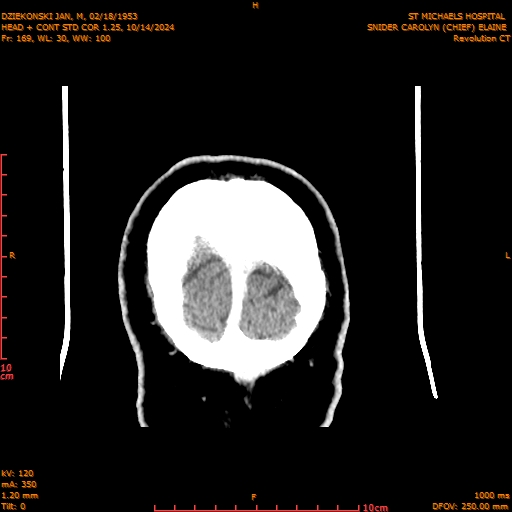 H
DZIEKONSKI JAN, M, 02/18/1953
HEAD + CONT STD COR 1.25, 10/14/2024
Fr: 169, WL: 30, WW: 100
ST MICHAELS HOSPITAL
SNIDER CAROLYN (CHIEF) ELAINE
Revolution CT
R
L
10
cm
kV: 120
mA: 350
1.20 mm
Tilt: 0
F
10cm
1000 ms
DFOV: 250.00 mm